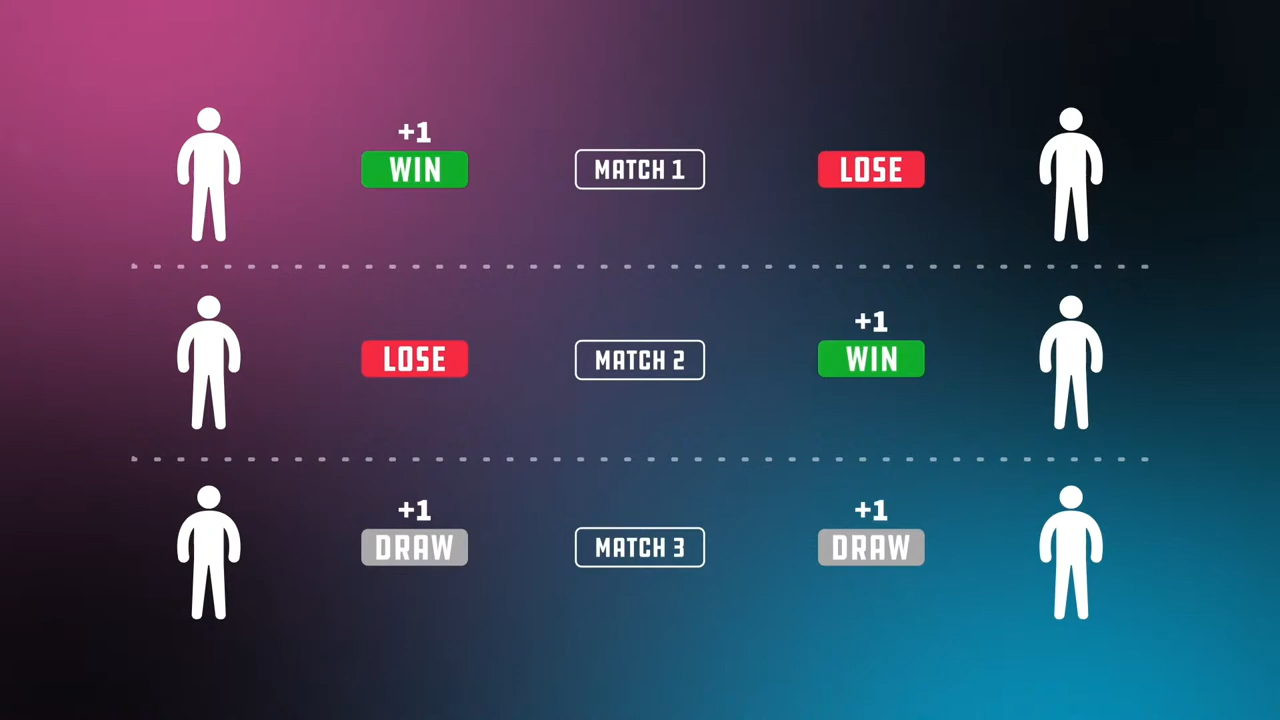 +1
WIN
MATCH 1
LOSE
LOSE
MATCH 2
+1
WIN
+1
DRAW
MATCH 3
+1
DRAW